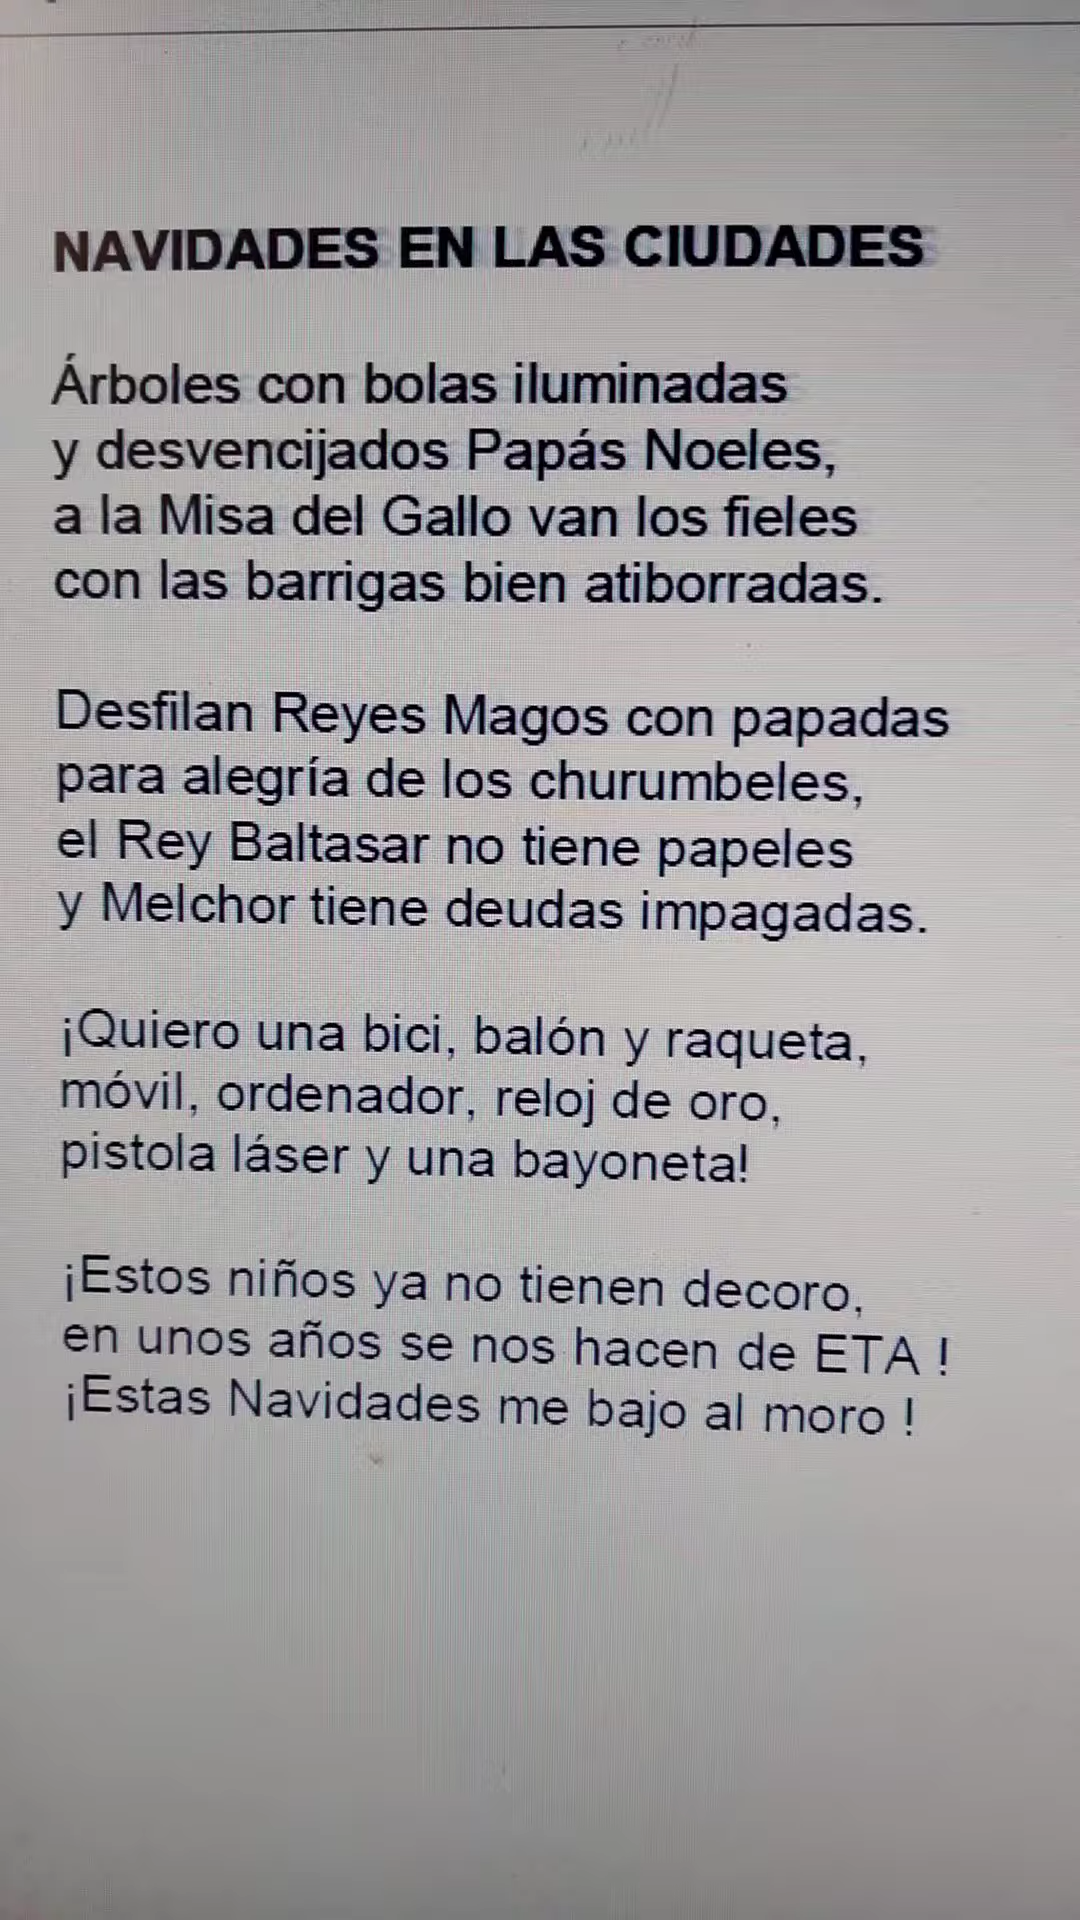 NAVIDADES EN LAS CIUDADES
Árboles con bolas iluminadas
y desvencijados Papás Noeles,
a la Misa del Gallo van los fieles
con las barrigas bien atiborradas.
Desfilan Reyes Magos con papadas
para alegría de los churumbeles,
el Rey Baltasar no tiene papeles
y Melchor tiene deudas impagadas.
¡Quiero una bici, balón y raqueta,
móvil, ordenador, reloj de oro,
pistola láser y una bayoneta!
¡Estos niños ya no tienen decoro,
en unos años se nos hacen de ETA !
¡Estas Navidades me bajo al moro !